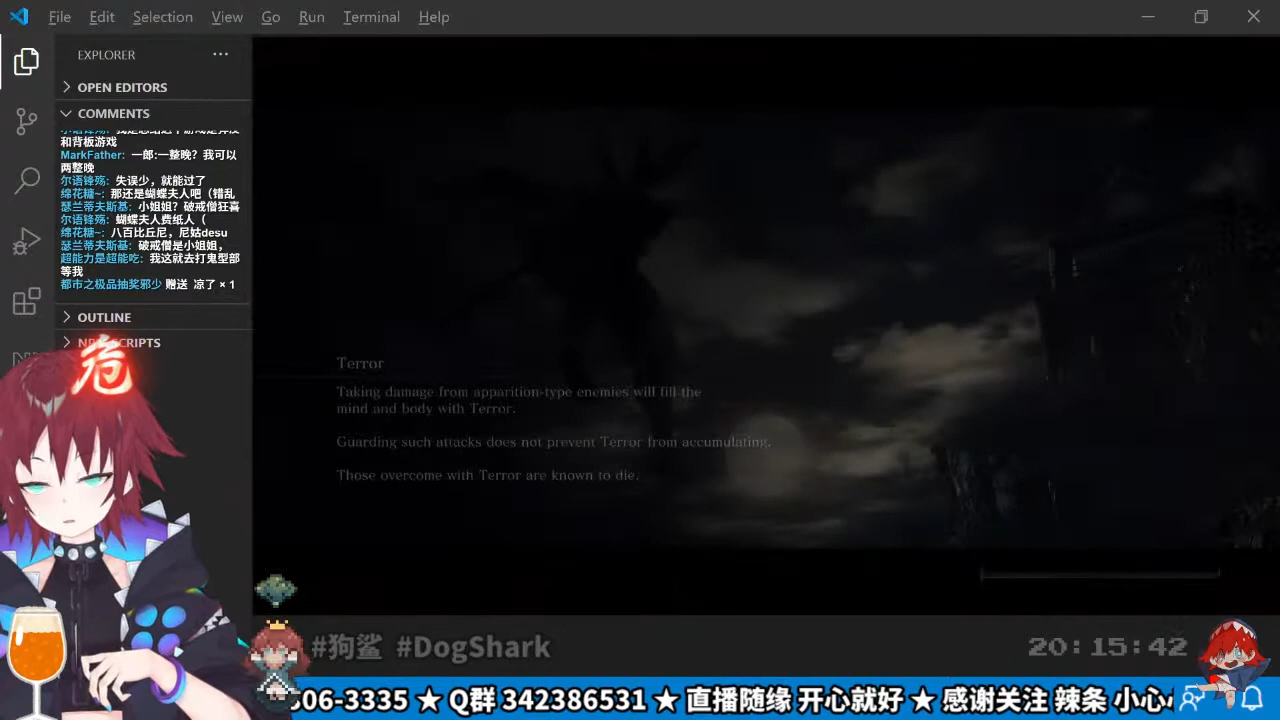 File Edit Selection View Go Run Terminal Help
EXPLORER
OPEN EDITORS
COMMENTS
和背板游戏
MarkFather: 一郎:一整晚？我可以
两整晚
尔语锋殇: 失误少，就能过了
绵花糖~: 那还是蝴蝶夫人吧（错乱
瑟兰蒂夫斯基: 小姐姐？破戒僧狂喜
尔语锋殇: 蝴蝶夫人费纸人（
绵花糖~: 八百比丘尼，尼姑desu
瑟兰蒂夫斯基: 破戒僧是小姐姐，
超能力是超能吃: 我这就去打鬼型部
等我
都市之极品抽奖邪少 赠送 凉了 × 1
OUTLINE
SCRIPTS
危
Terror
Taking damage from apparition-type enemies will fill the
mind and body with Terror.
Guarding such attacks does not prevent Terror from accumulating.
Those overcome with Terror are known to die.
#狗鲨 #DogShark
20:15:42
06-3335 ★ Q群 342386531 ★ 直播随缘 开心就好 ★ 感谢关注 辣条 小心